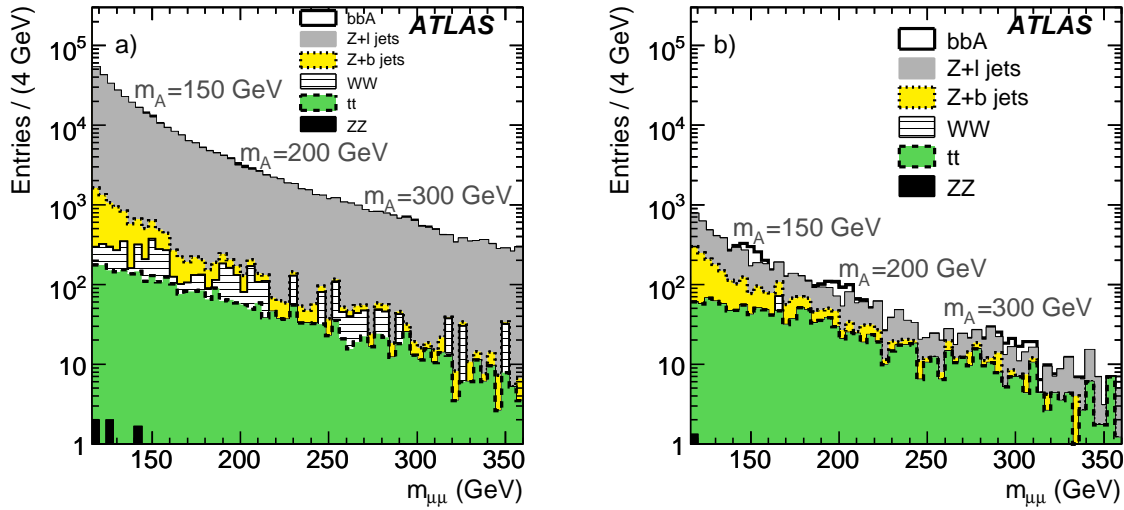 Entries / (4 GeV)
10^5
10^4
10^3
10^2
10
1
a)
bbA
Z+l jets
Z+b jets
WW
tt
ZZ
ATLAS
m_A=150 GeV
m_A=200 GeV
m_A=300 GeV
150 200 250 300 350
m_μμ (GeV)
Entries / (4 GeV)
10^5
10^4
10^3
10^2
10
1
b)
ATLAS
bbA
Z+l jets
Z+b jets
WW
tt
ZZ
m_A=150 GeV
m_A=200 GeV
m_A=300 GeV
150 200 250 300 350
m_μμ (GeV)